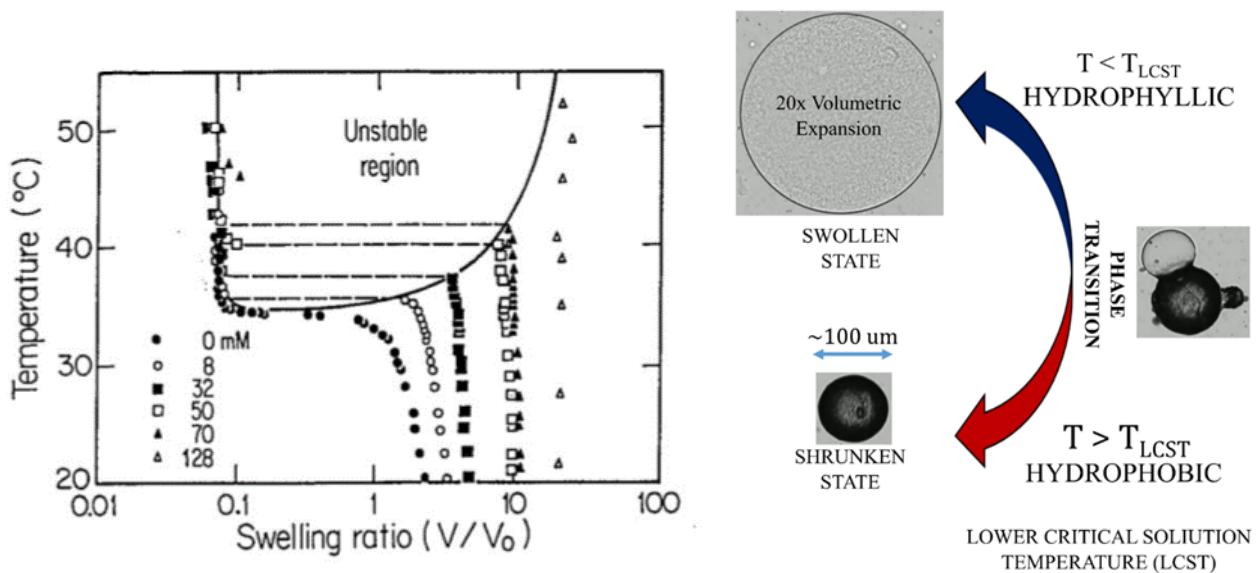 Temperature (°C)
50
40
30
20
Unstable
region
0 mM
8
32
50
70
128
0.01
0.1
1
10
100
Swelling ratio (V/V₀)
20x Volumetric
Expansion
SWOLLEN
STATE
~100 um
SHRUNKEN
STATE
T < T_LCST
HYDROPHYLLIC
PHASE
TRANSITION
T > T_LCST
HYDROPHOBIC
LOWER CRITICAL SOLIUTION
TEMPERATURE (LCST)